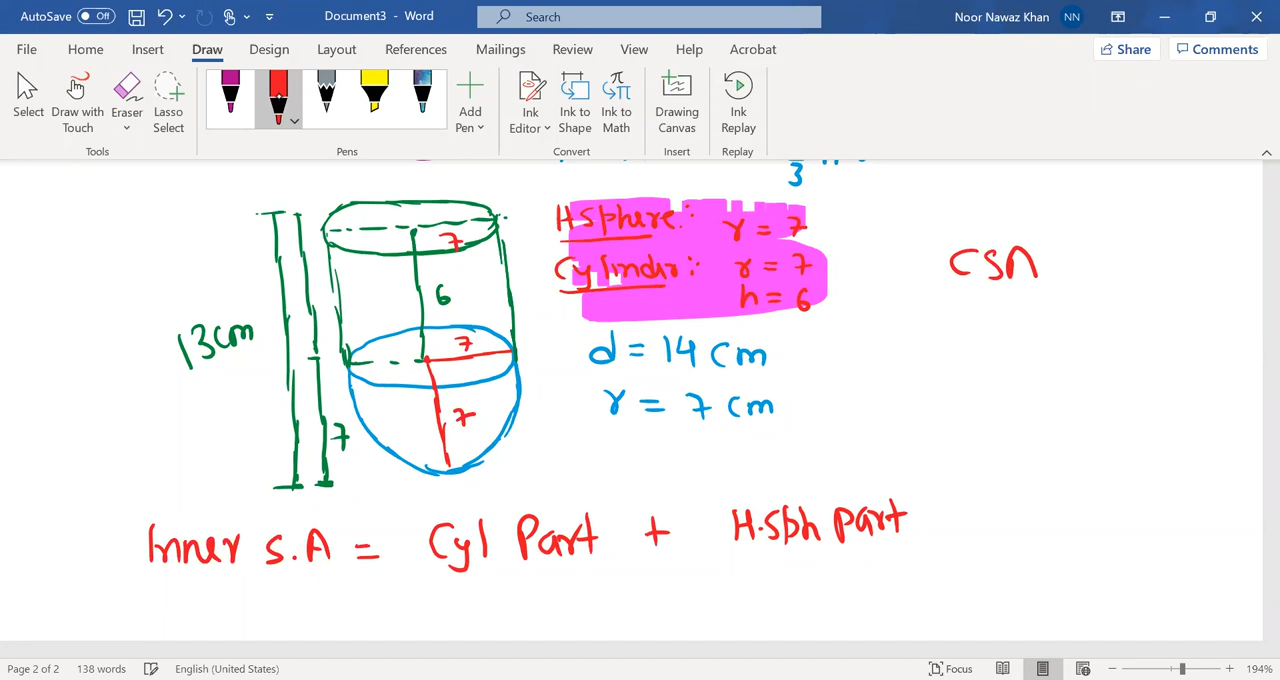 AutoSave Off Document3 - Word Search Noor Nawaz Khan NN
File Home Insert Draw Design Layout References Mailings Review View Help Acrobat Share Comments
Select Draw with Touch Eraser Lasso Select Add Pen Ink Editor Ink to Shape Ink to Math Drawing Canvas Ink Replay
Tools Pens Convert Insert Replay
3
HSphere: r = 7
Cylinder: r = 7
h = 6
CSA
7
6
13cm
7
7
7
d = 14 cm
r = 7 cm
Inner S.A = Cyl Part + H.Sph part
Page 2 of 2 138 words English (United States) Focus 194%